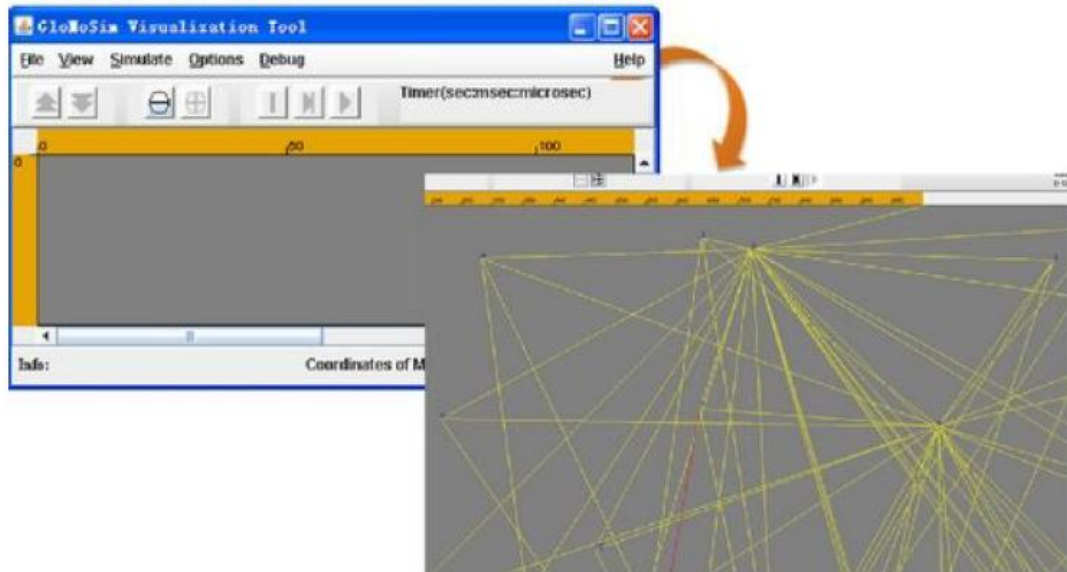 GloMoSim Visualization Tool
File View Simulate Options Debug Help
Timer(sec:msec:microsec)
0 50 100
0
Info: Coordinates of M